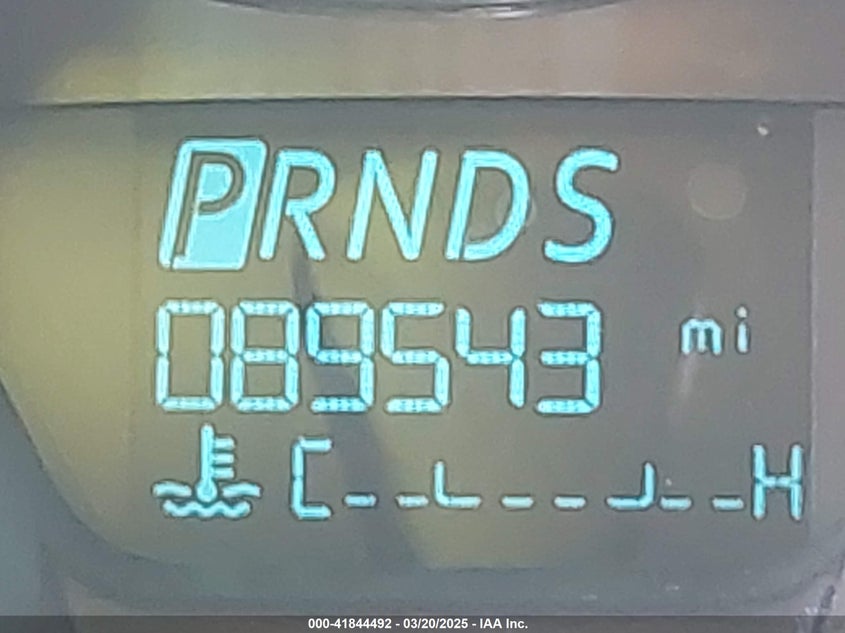 PRNDS
089543 mi
C H
000-41844492 - 03/20/2025 - IAA Inc.